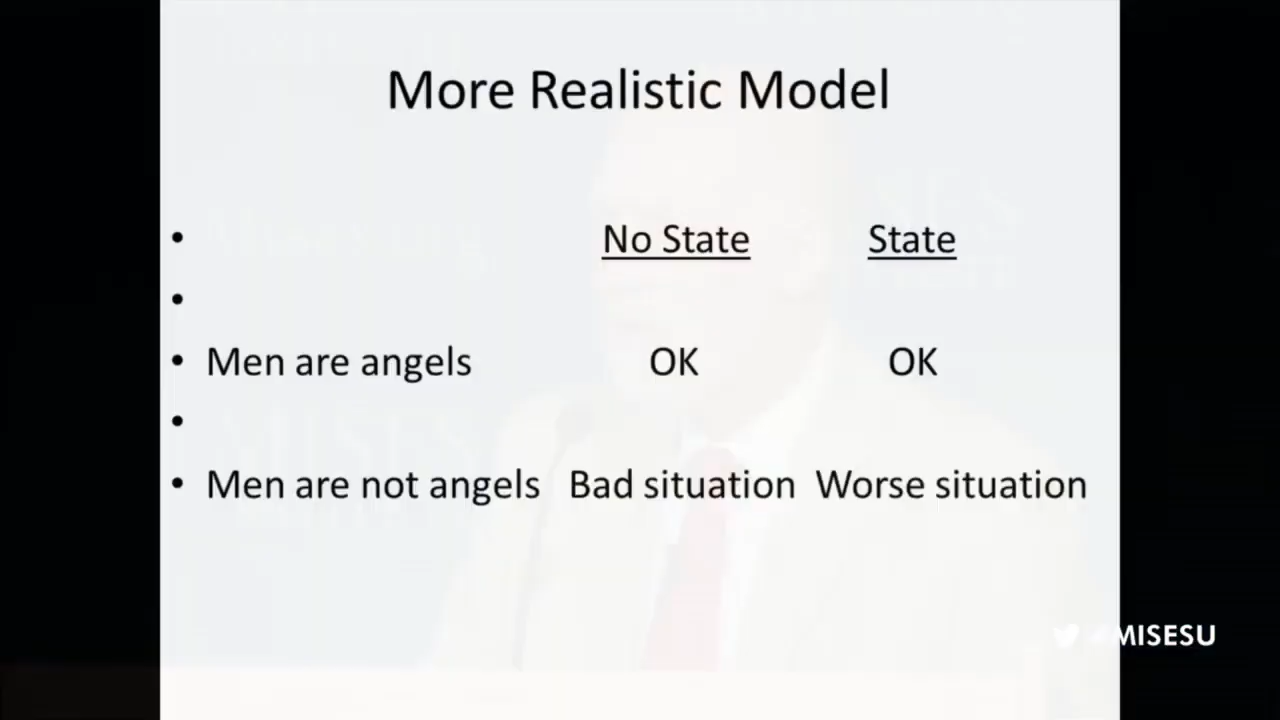 More Realistic Model
• No State State
•
• Men are angels OK OK
•
• Men are not angels Bad situation Worse situation
MISESU